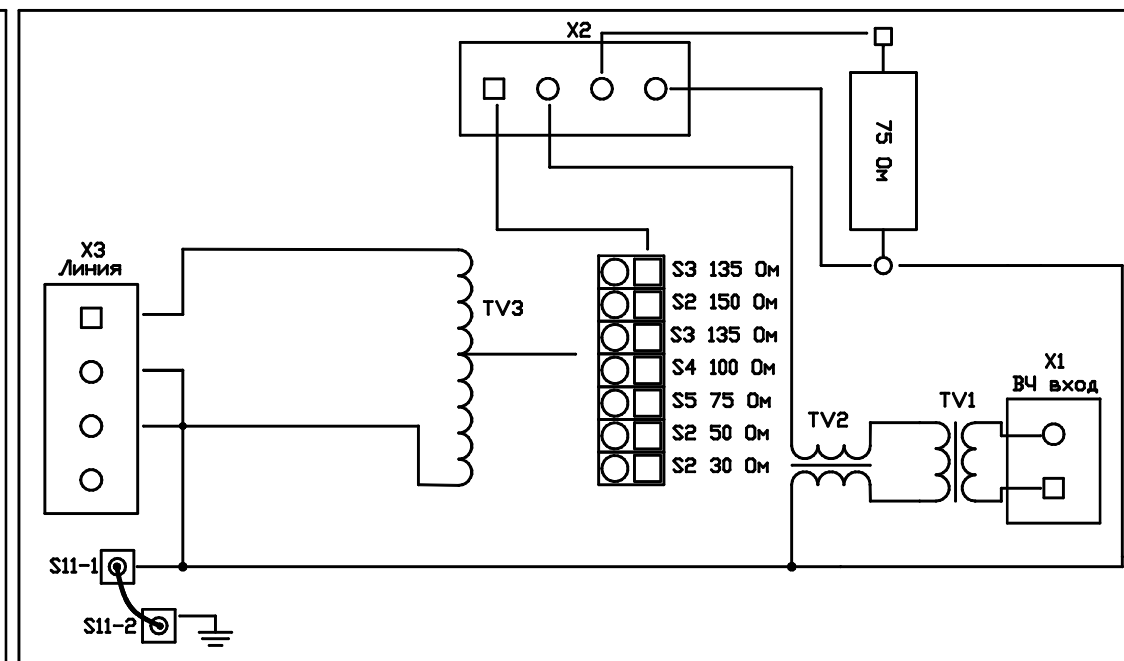 X2
75 Ом
X3
Линия
TV3
S3 135 Ом
S2 150 Ом
S3 135 Ом
S4 100 Ом
S5 75 Ом
S2 50 Ом
S2 30 Ом
X1
ВЧ вход
TV2
TV1
S11-1
S11-2